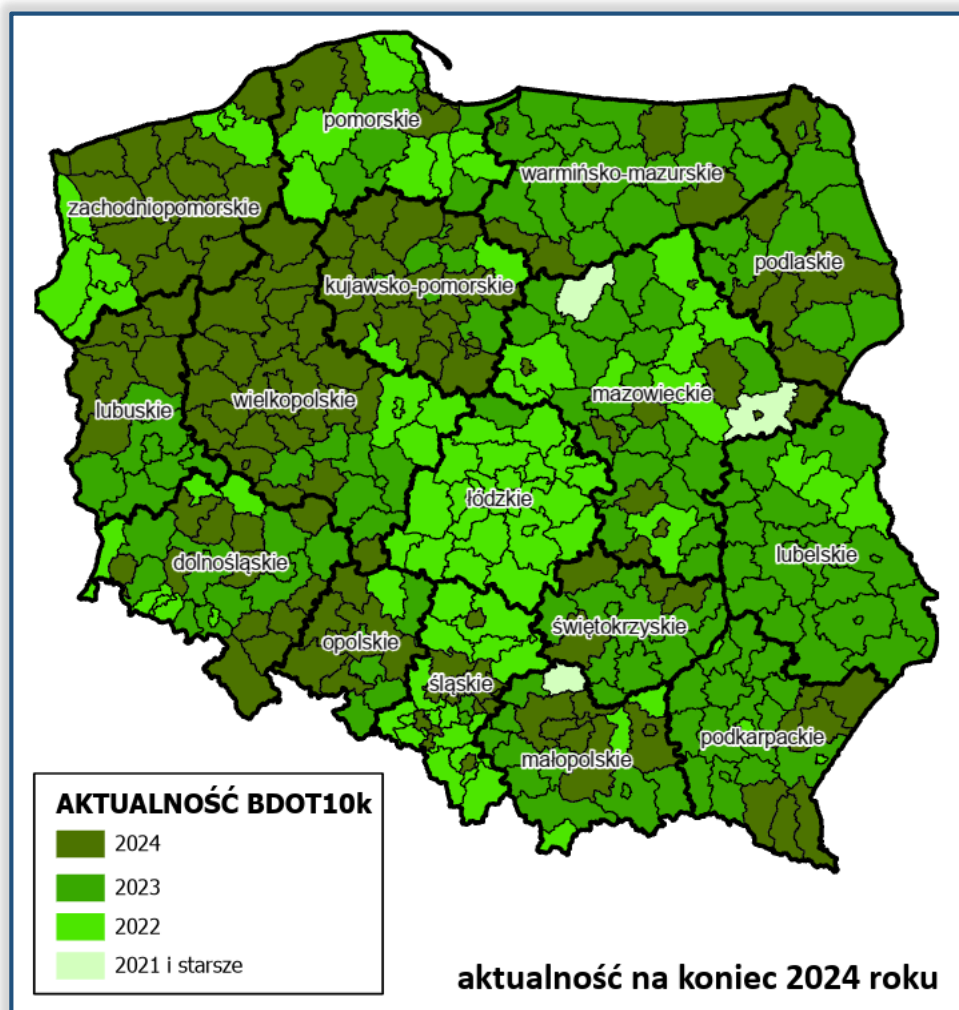 pomorskie
warmińsko-mazurskie
zachodniopomorskie
podlaskie
kujawsko-pomorskie
mazowieckie
wielkopolskie
lubuskie
łódzkie
lubelskie
dolnośląskie
świętokrzyskie
opolskie
śląskie
podkarpackie
małopolskie
AKTUALNOŚĆ BDOT10k
2024
2023
2022
2021 i starsze
aktualność na koniec 2024 roku